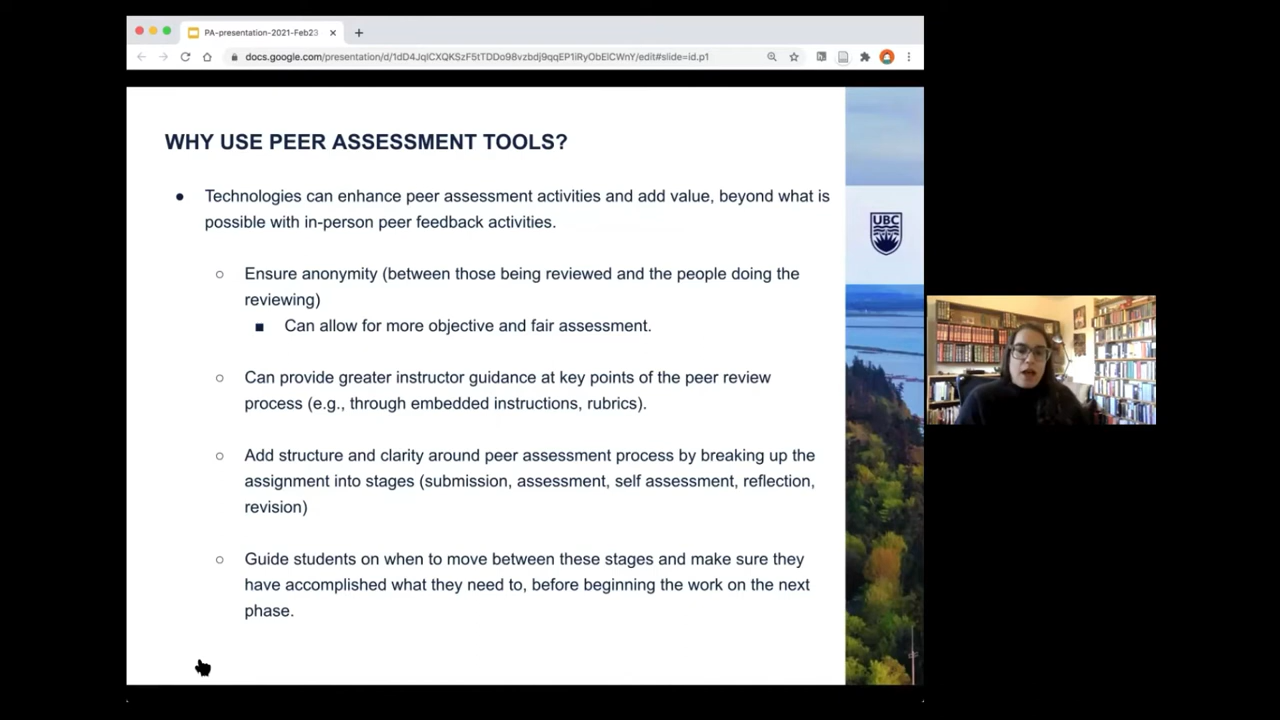 PA-presentation-2021-Feb23
docs.google.com/presentation/d/1dD4JqICXQKSzF5tTDDo98vzbdj9qqEP1iRyObElCWnY/edit#slide=id.p1
WHY USE PEER ASSESSMENT TOOLS?
● Technologies can enhance peer assessment activities and add value, beyond what is
possible with in-person peer feedback activities.
○ Ensure anonymity (between those being reviewed and the people doing the
reviewing)
■ Can allow for more objective and fair assessment.
○ Can provide greater instructor guidance at key points of the peer review
process (e.g., through embedded instructions, rubrics).
○ Add structure and clarity around peer assessment process by breaking up the
assignment into stages (submission, assessment, self assessment, reflection,
revision)
○ Guide students on when to move between these stages and make sure they
have accomplished what they need to, before beginning the work on the next
phase.
UBC